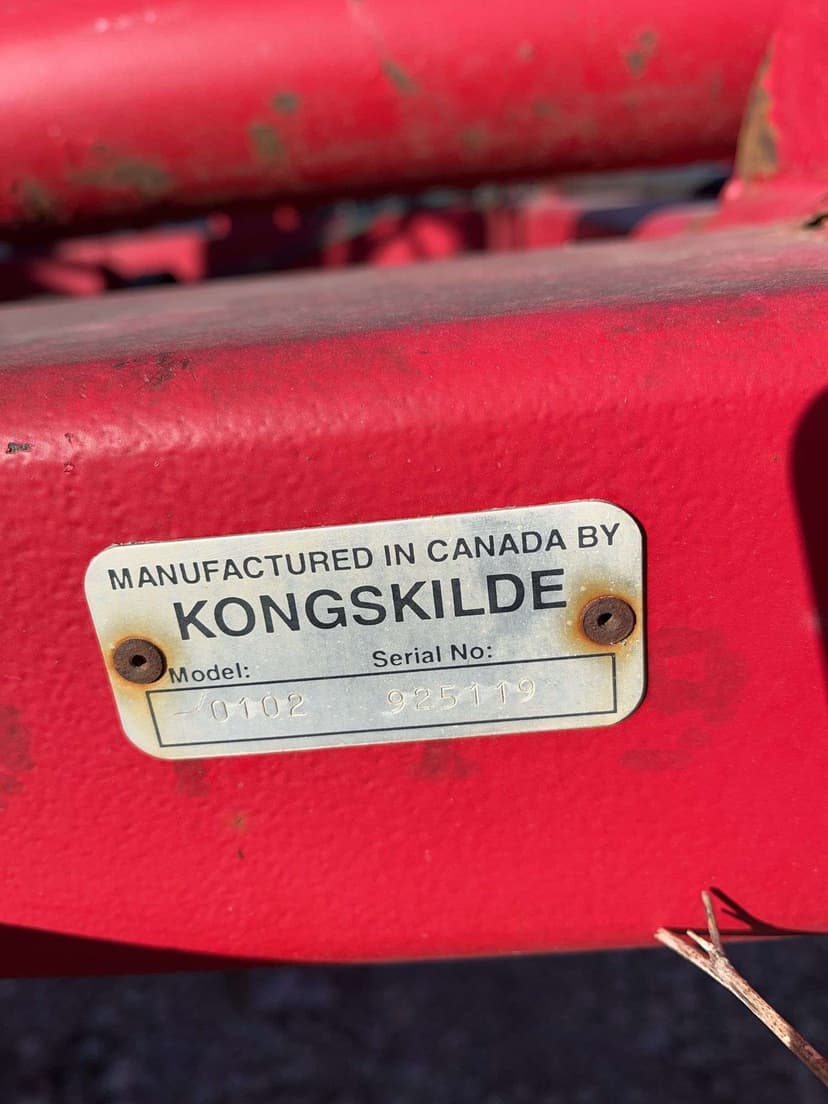 MANUFACTURED IN CANADA BY
KONGSKILDE
Model: Serial No:
0102 925119